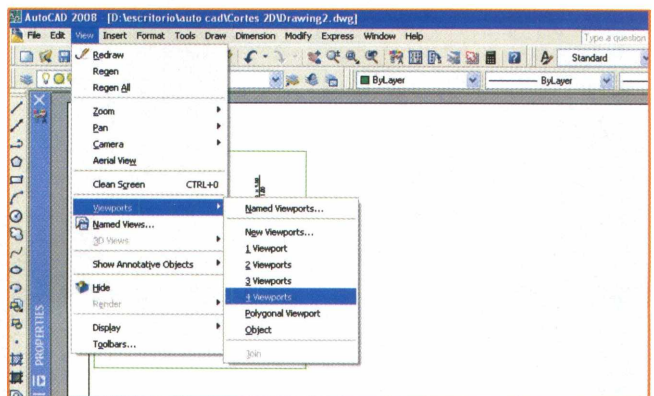 AutoCAD 2008 - [D:\escritorio\auto cad\Cortes 2D\Drawing2.dwg]
File Edit View Insert Format Tools Draw Dimension Modify Express Window Help
Type a question
Standard
ByLayer
ByLayer
Redraw
Regen
Regen All
Zoom
Pan
Camera
Aerial View
Clean Screen CTRL+0
Viewports
Named Views...
3D Views
Show Annotative Objects
Hide
Render
Display
Toolbars...
Named Viewports...
New Viewports...
1 Viewport
2 Viewports
3 Viewports
4 Viewports
Polygonal Viewport
Object
Join
PROPERTIES